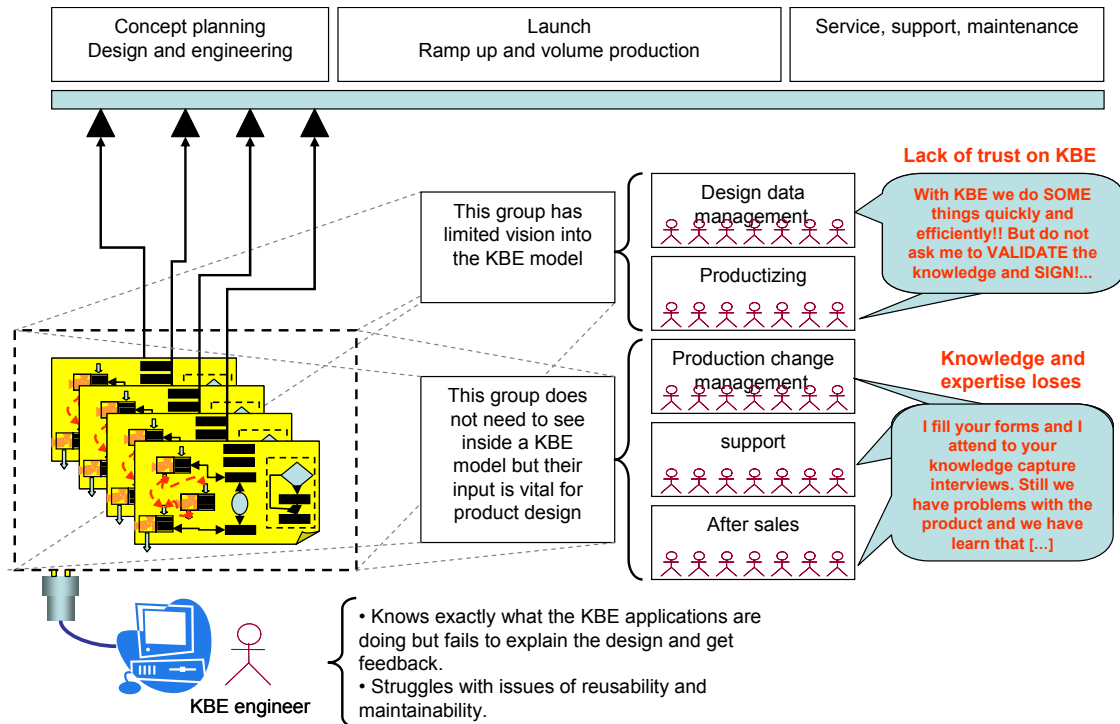 Concept planning
Design and engineering
Launch
Ramp up and volume production
Service, support, maintenance
Lack of trust on KBE
This group has
limited vision into
the KBE model
Design data
management
Productizing
With KBE we do SOME
things quickly and
efficiently!! But do not
ask me to VALIDATE the
knowledge and SIGN!...
This group does
not need to see
inside a KBE
model but their
input is vital for
product design
Production change
management
support
After sales
Knowledge and
expertise loses
I fill your forms and I
attend to your
knowledge capture
interviews. Still we
have problems with the
product and we have
learn that [...]
KBE engineer
• Knows exactly what the KBE applications are
doing but fails to explain the design and get
feedback.
• Struggles with issues of reusability and
maintainability.